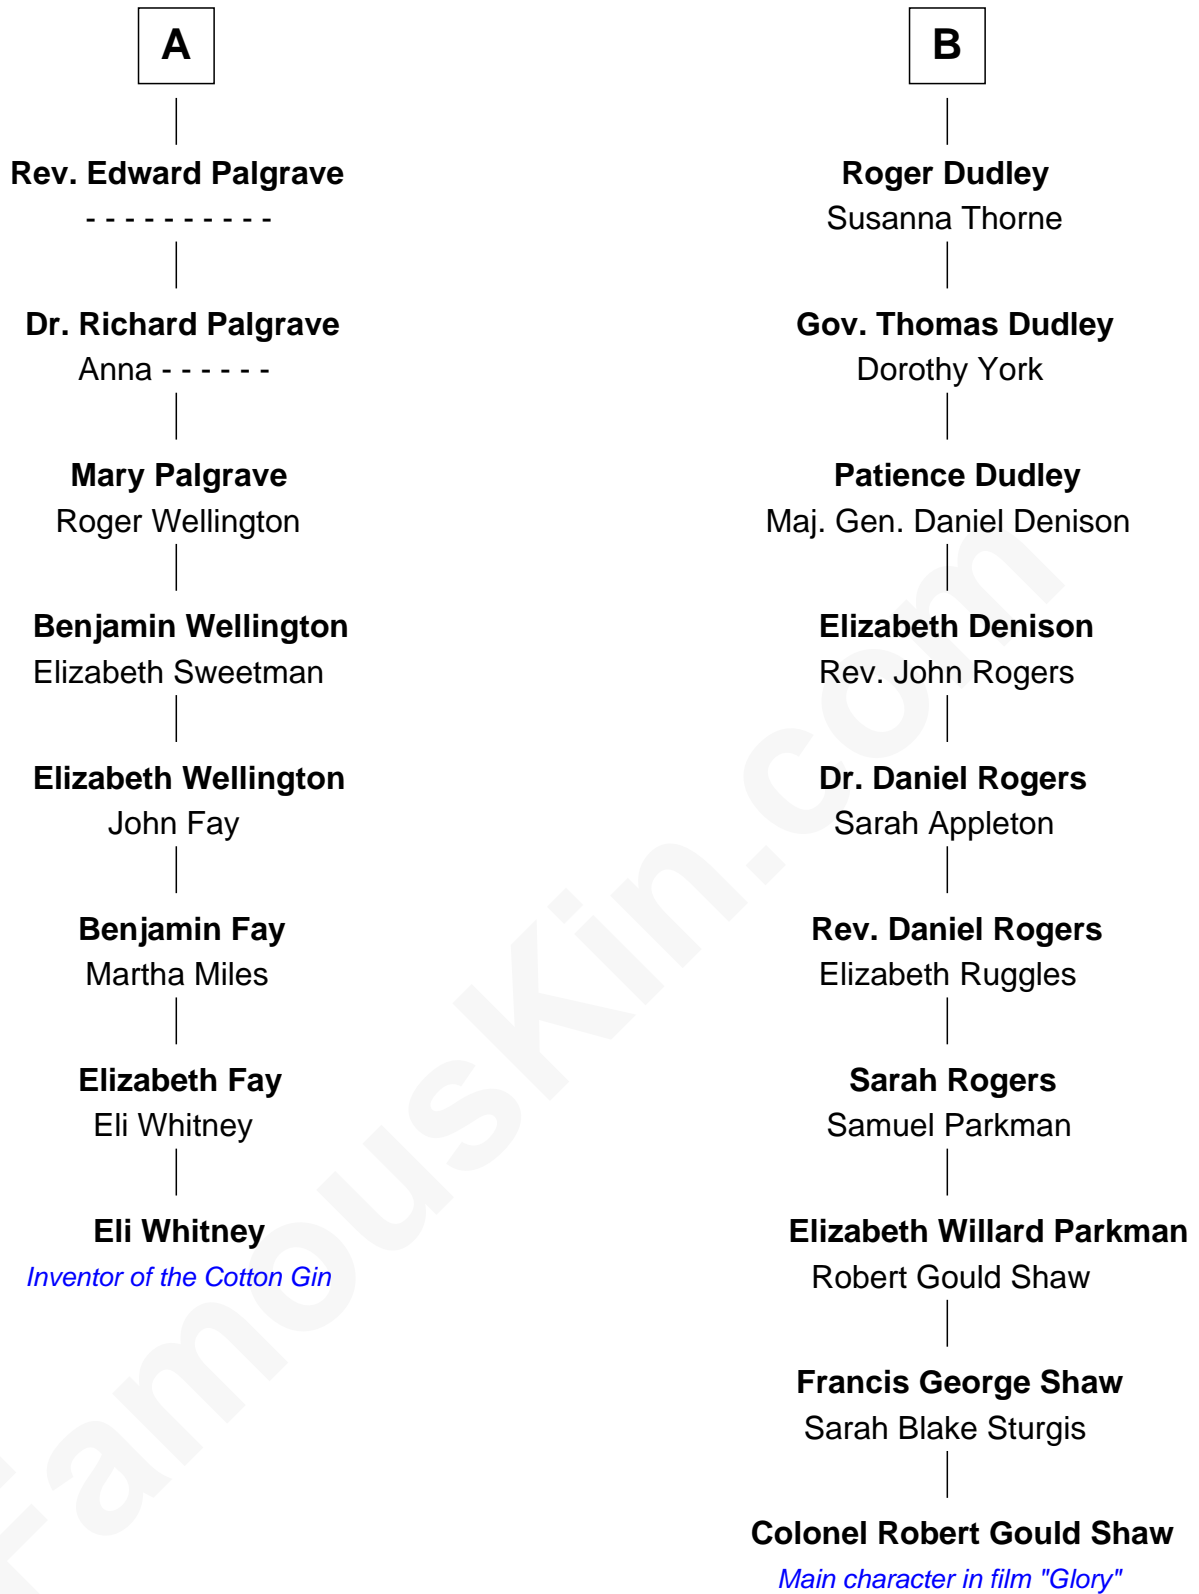 A
Rev. Edward Palgrave
- - - - - - - - - -
Dr. Richard Palgrave
Anna - - - - - -
Mary Palgrave
Roger Wellington
Benjamin Wellington
Elizabeth Sweetman
Elizabeth Wellington
John Fay
Benjamin Fay
Martha Miles
Elizabeth Fay
Eli Whitney
Eli Whitney
Inventor of the Cotton Gin
B
Roger Dudley
Susanna Thorne
Gov. Thomas Dudley
Dorothy York
Patience Dudley
Maj. Gen. Daniel Denison
Elizabeth Denison
Rev. John Rogers
Dr. Daniel Rogers
Sarah Appleton
Rev. Daniel Rogers
Elizabeth Ruggles
Sarah Rogers
Samuel Parkman
Elizabeth Willard Parkman
Robert Gould Shaw
Francis George Shaw
Sarah Blake Sturgis
Colonel Robert Gould Shaw
Main character in film "Glory"
FamousKin.com